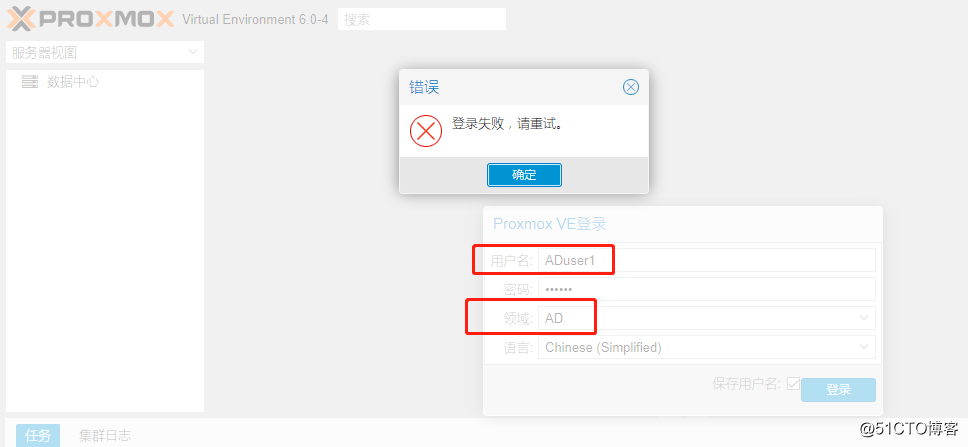 PROXMOX Virtual Environment 6.0-4 搜索
服务器视图
数据中心
错误
登录失败，请重试。
确定
Proxmox VE登录
用户名: ADuser1
密码: ••••••
领域: AD
语言: Chinese (Simplified)
保存用户名:
登录
任务 集群日志
@51CTO博客